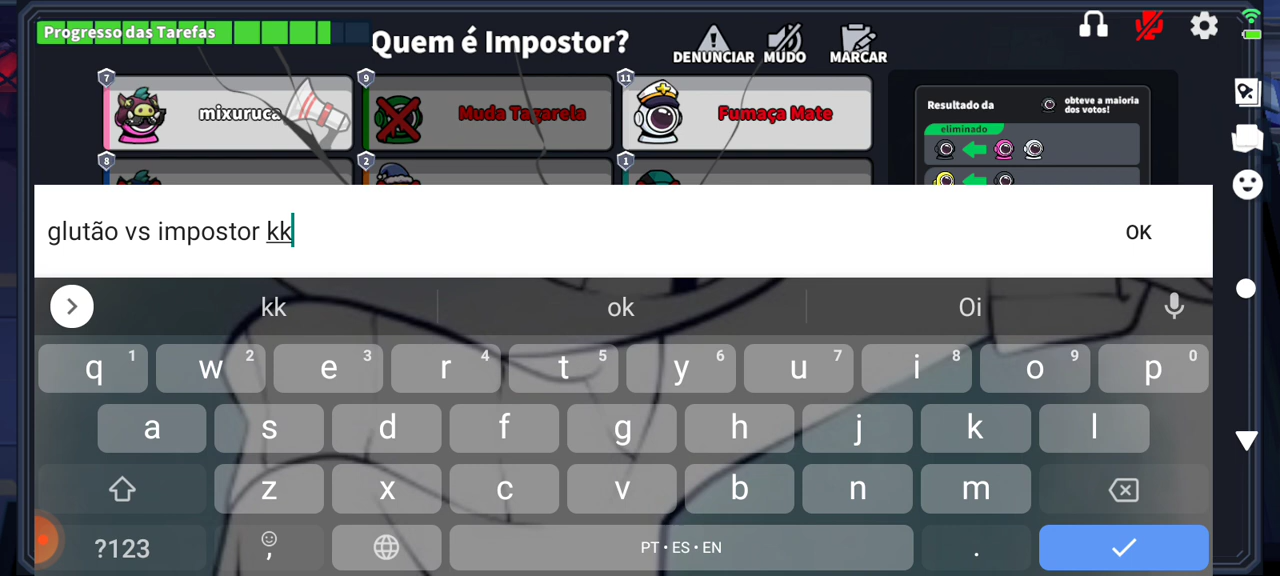 Progresso das Tarefas
Quem é Impostor?
DENUNCIAR MUDO MARCAR
7 mixuruca
9 Muda Tagarela
11 Fumaça Mate
8
2
1
Resultado da
obteve a maioria
dos votos!
eliminado
glutão vs impostor kk
OK
kk ok Oi
q 1 w 2 e 3 r 4 t 5 y 6 u 7 i 8 o 9 p 0
a s d f g h j k l
z x c v b n m
?123 , PT • ES • EN .